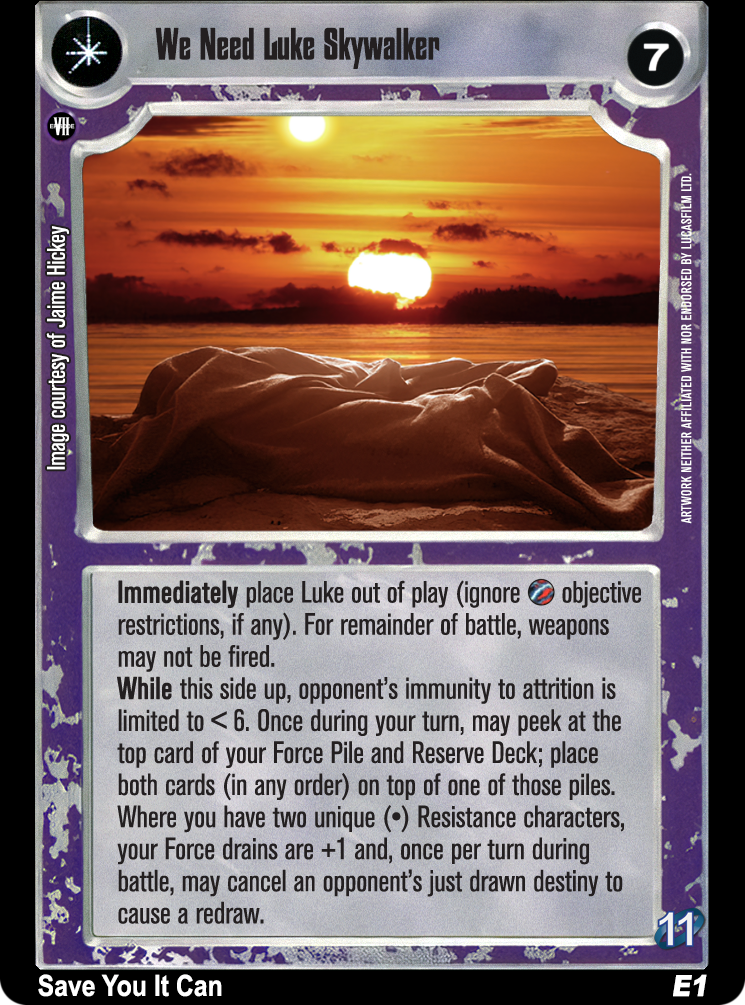 We Need Luke Skywalker
7
EPISODE
VII
Image courtesy of Jaime Hickey
ARTWORK NEITHER AFFILIATED WITH NOR ENDORSED BY LUCASFILM LTD.
Immediately place Luke out of play (ignore objective
restrictions, if any). For remainder of battle, weapons
may not be fired.
While this side up, opponent’s immunity to attrition is
limited to < 6. Once during your turn, may peek at the
top card of your Force Pile and Reserve Deck; place
both cards (in any order) on top of one of those piles.
Where you have two unique (•) Resistance characters,
your Force drains are +1 and, once per turn during
battle, may cancel an opponent’s just drawn destiny to
cause a redraw.
11
Save You It Can
E1